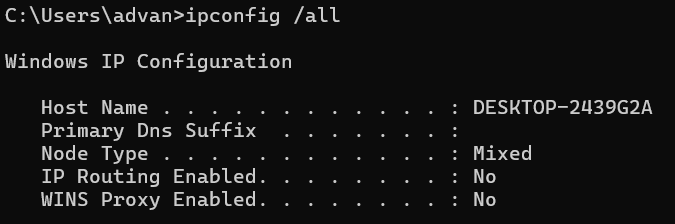 C:\Users\advan>ipconfig /all
Windows IP Configuration
Host Name . . . . . . . . . . . . : DESKTOP-2439G2A
Primary Dns Suffix  . . . . . . . :
Node Type . . . . . . . . . . . . : Mixed
IP Routing Enabled. . . . . . . . : No
WINS Proxy Enabled. . . . . . . . : No